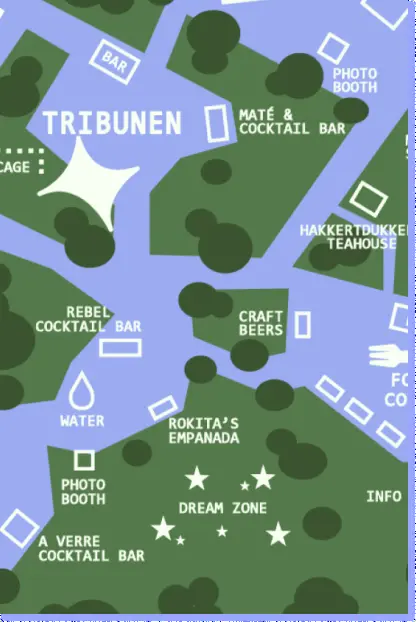 BAR
PHOTO
BOOTH
TRIBUNEN
MATÉ &
COCKTAIL BAR
CAGE
HAKKERTDUKKE
TEAHOUSE
REBEL
COCKTAIL BAR
CRAFT
BEERS
FO
CO
WATER
ROKITA'S
EMPANADA
PHOTO
BOOTH
DREAM ZONE
INFO
A VERRE
COCKTAIL BAR